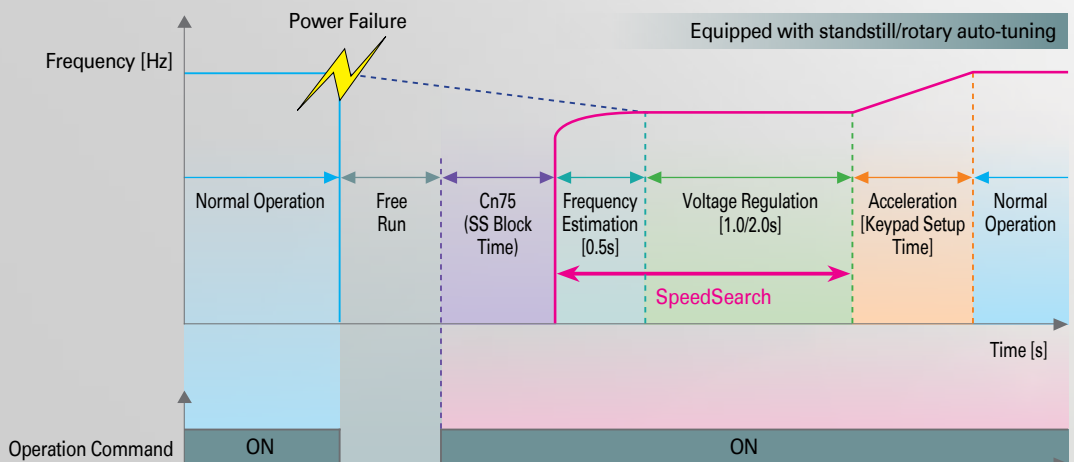 Power Failure
Equipped with standstill/rotary auto-tuning
Frequency [Hz]
Normal Operation
Free
Run
Cn75
(SS Block
Time)
Frequency
Estimation
[0.5s]
Voltage Regulation
[1.0/2.0s]
Acceleration
[Keypad Setup
Time]
Normal
Operation
SpeedSearch
Time [s]
Operation Command
ON
ON